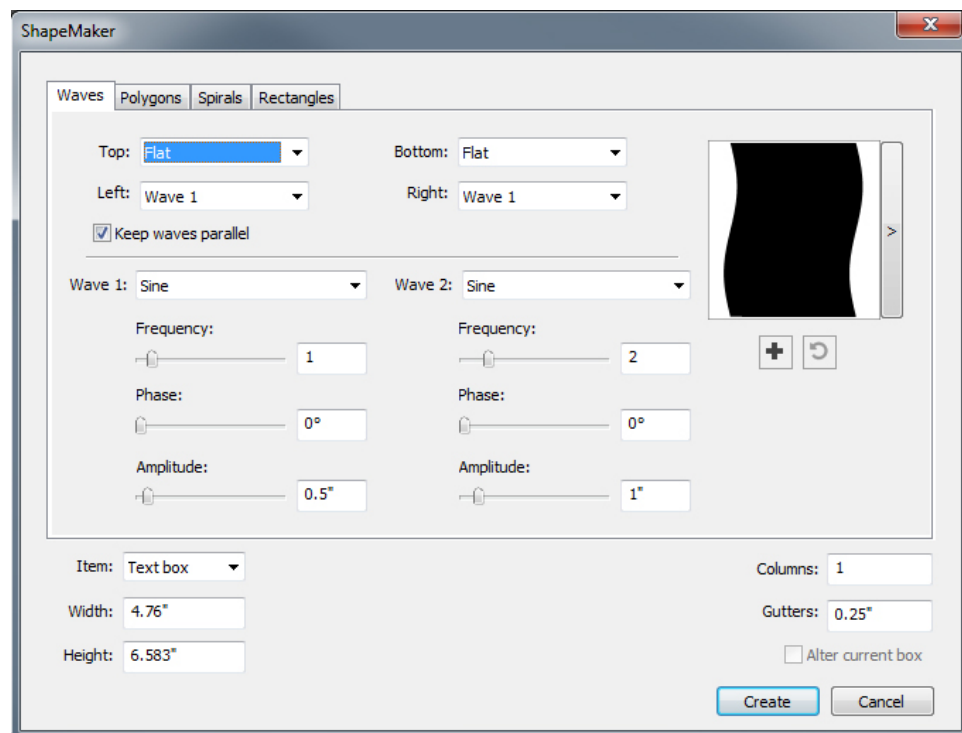 ShapeMaker
Waves Polygons Spirals Rectangles
Top: Flat Bottom: Flat
Left: Wave 1 Right: Wave 1
Keep waves parallel
>
Wave 1: Sine Wave 2: Sine
Frequency: Frequency:
1 2
Phase: Phase:
0° 0°
Amplitude: Amplitude:
0.5" 1"
Item: Text box Columns: 1
Width: 4.76" Gutters: 0.25"
Height: 6.583" Alter current box
Create Cancel